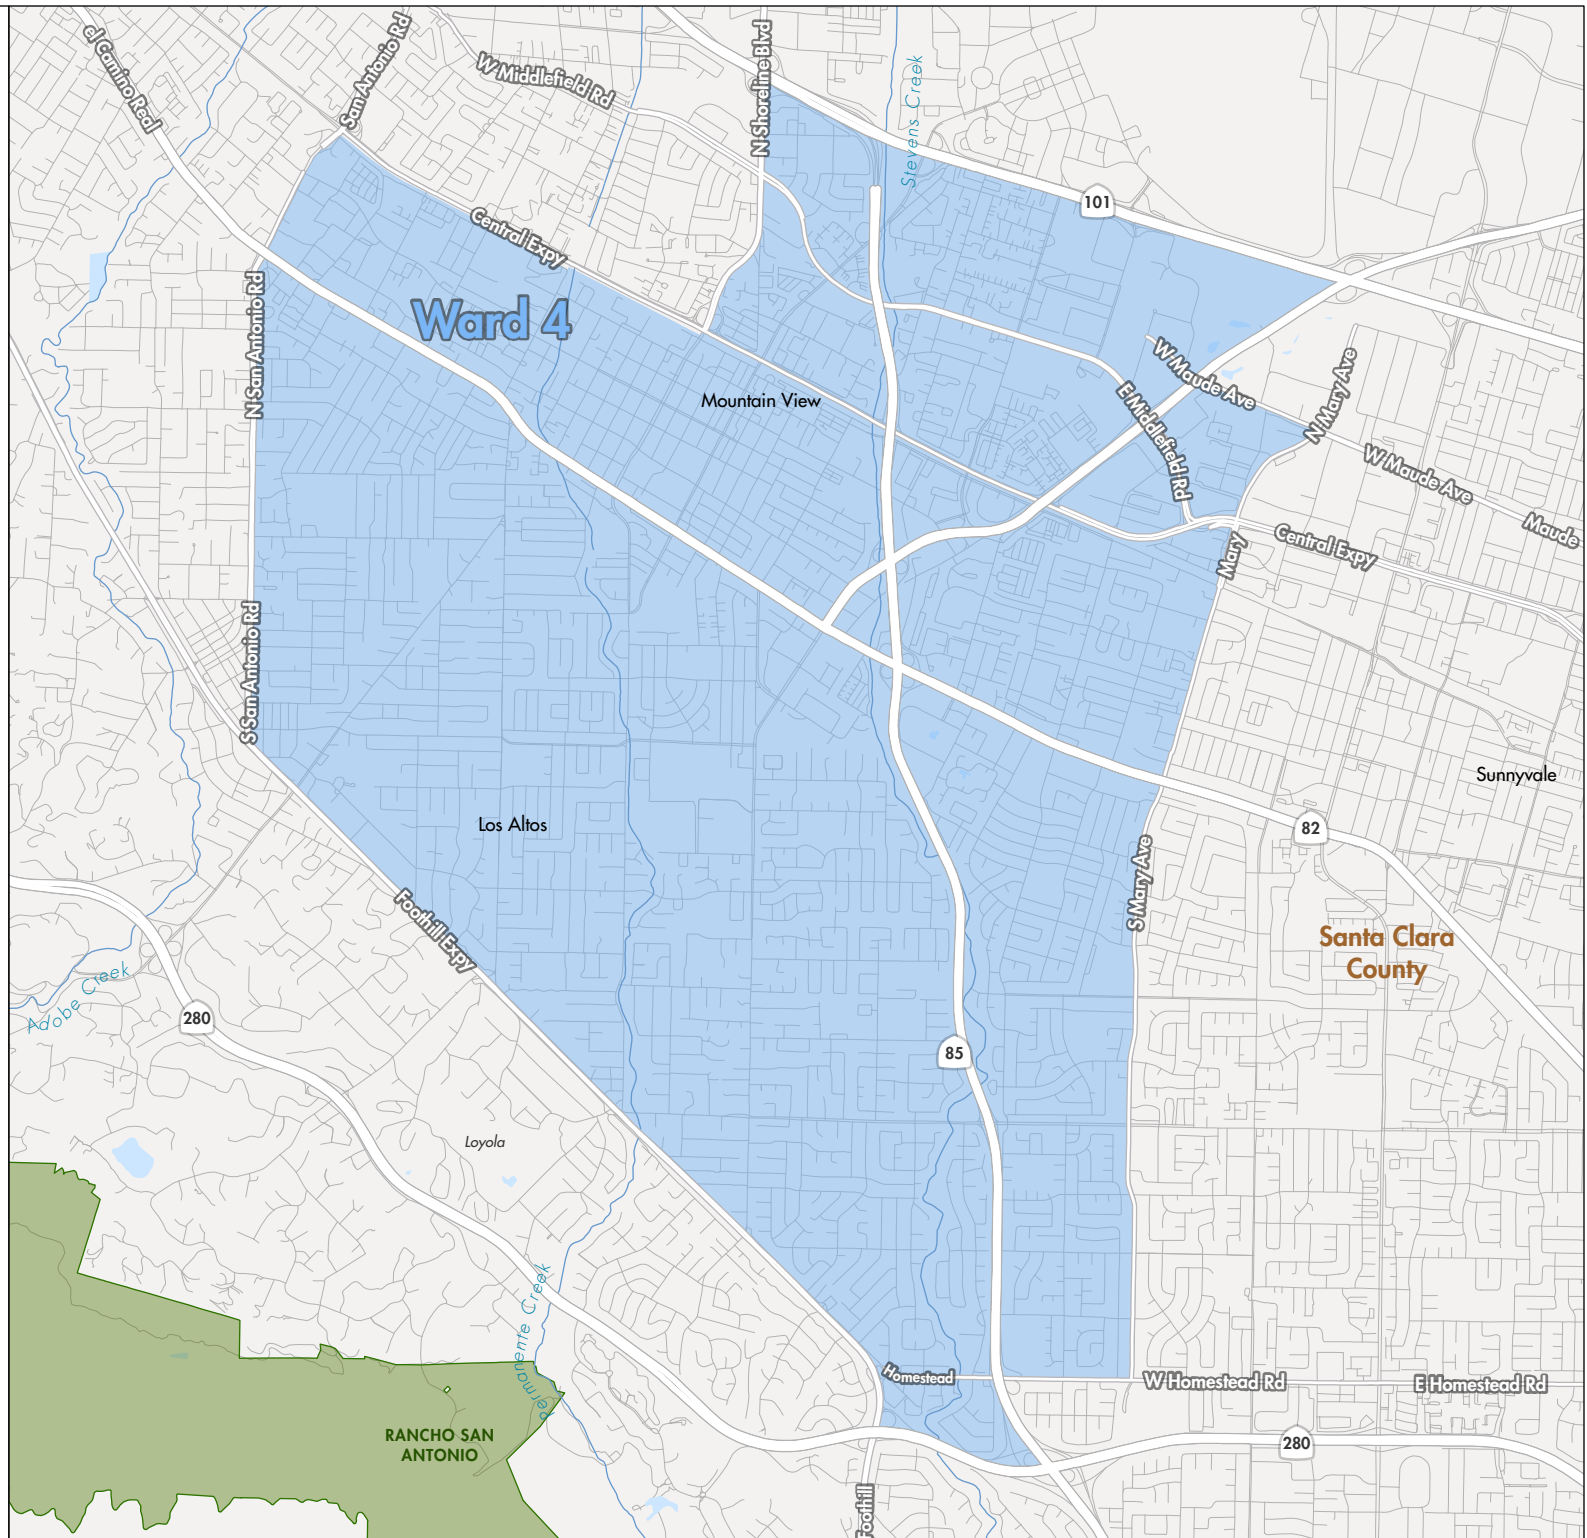 el Camino Real
San Antonio Rd
W Middlefield Rd
N Shoreline Blvd
Stevens Creek
101
Central Expy
N San Antonio Rd
Ward 4
Mountain View
W Maude Ave
N Mary Ave
E Middlefield Rd
W Maude Ave
Maude
Central Expy
Mary
S San Antonio Rd
Sunnyvale
Los Altos
82
S Mary Ave
Foothill Expy
Santa Clara
County
Adobe Creek
280
85
Loyola
Permanente Creek
Homestead
W Homestead Rd
E Homestead Rd
RANCHO SAN
ANTONIO
280
Foothill